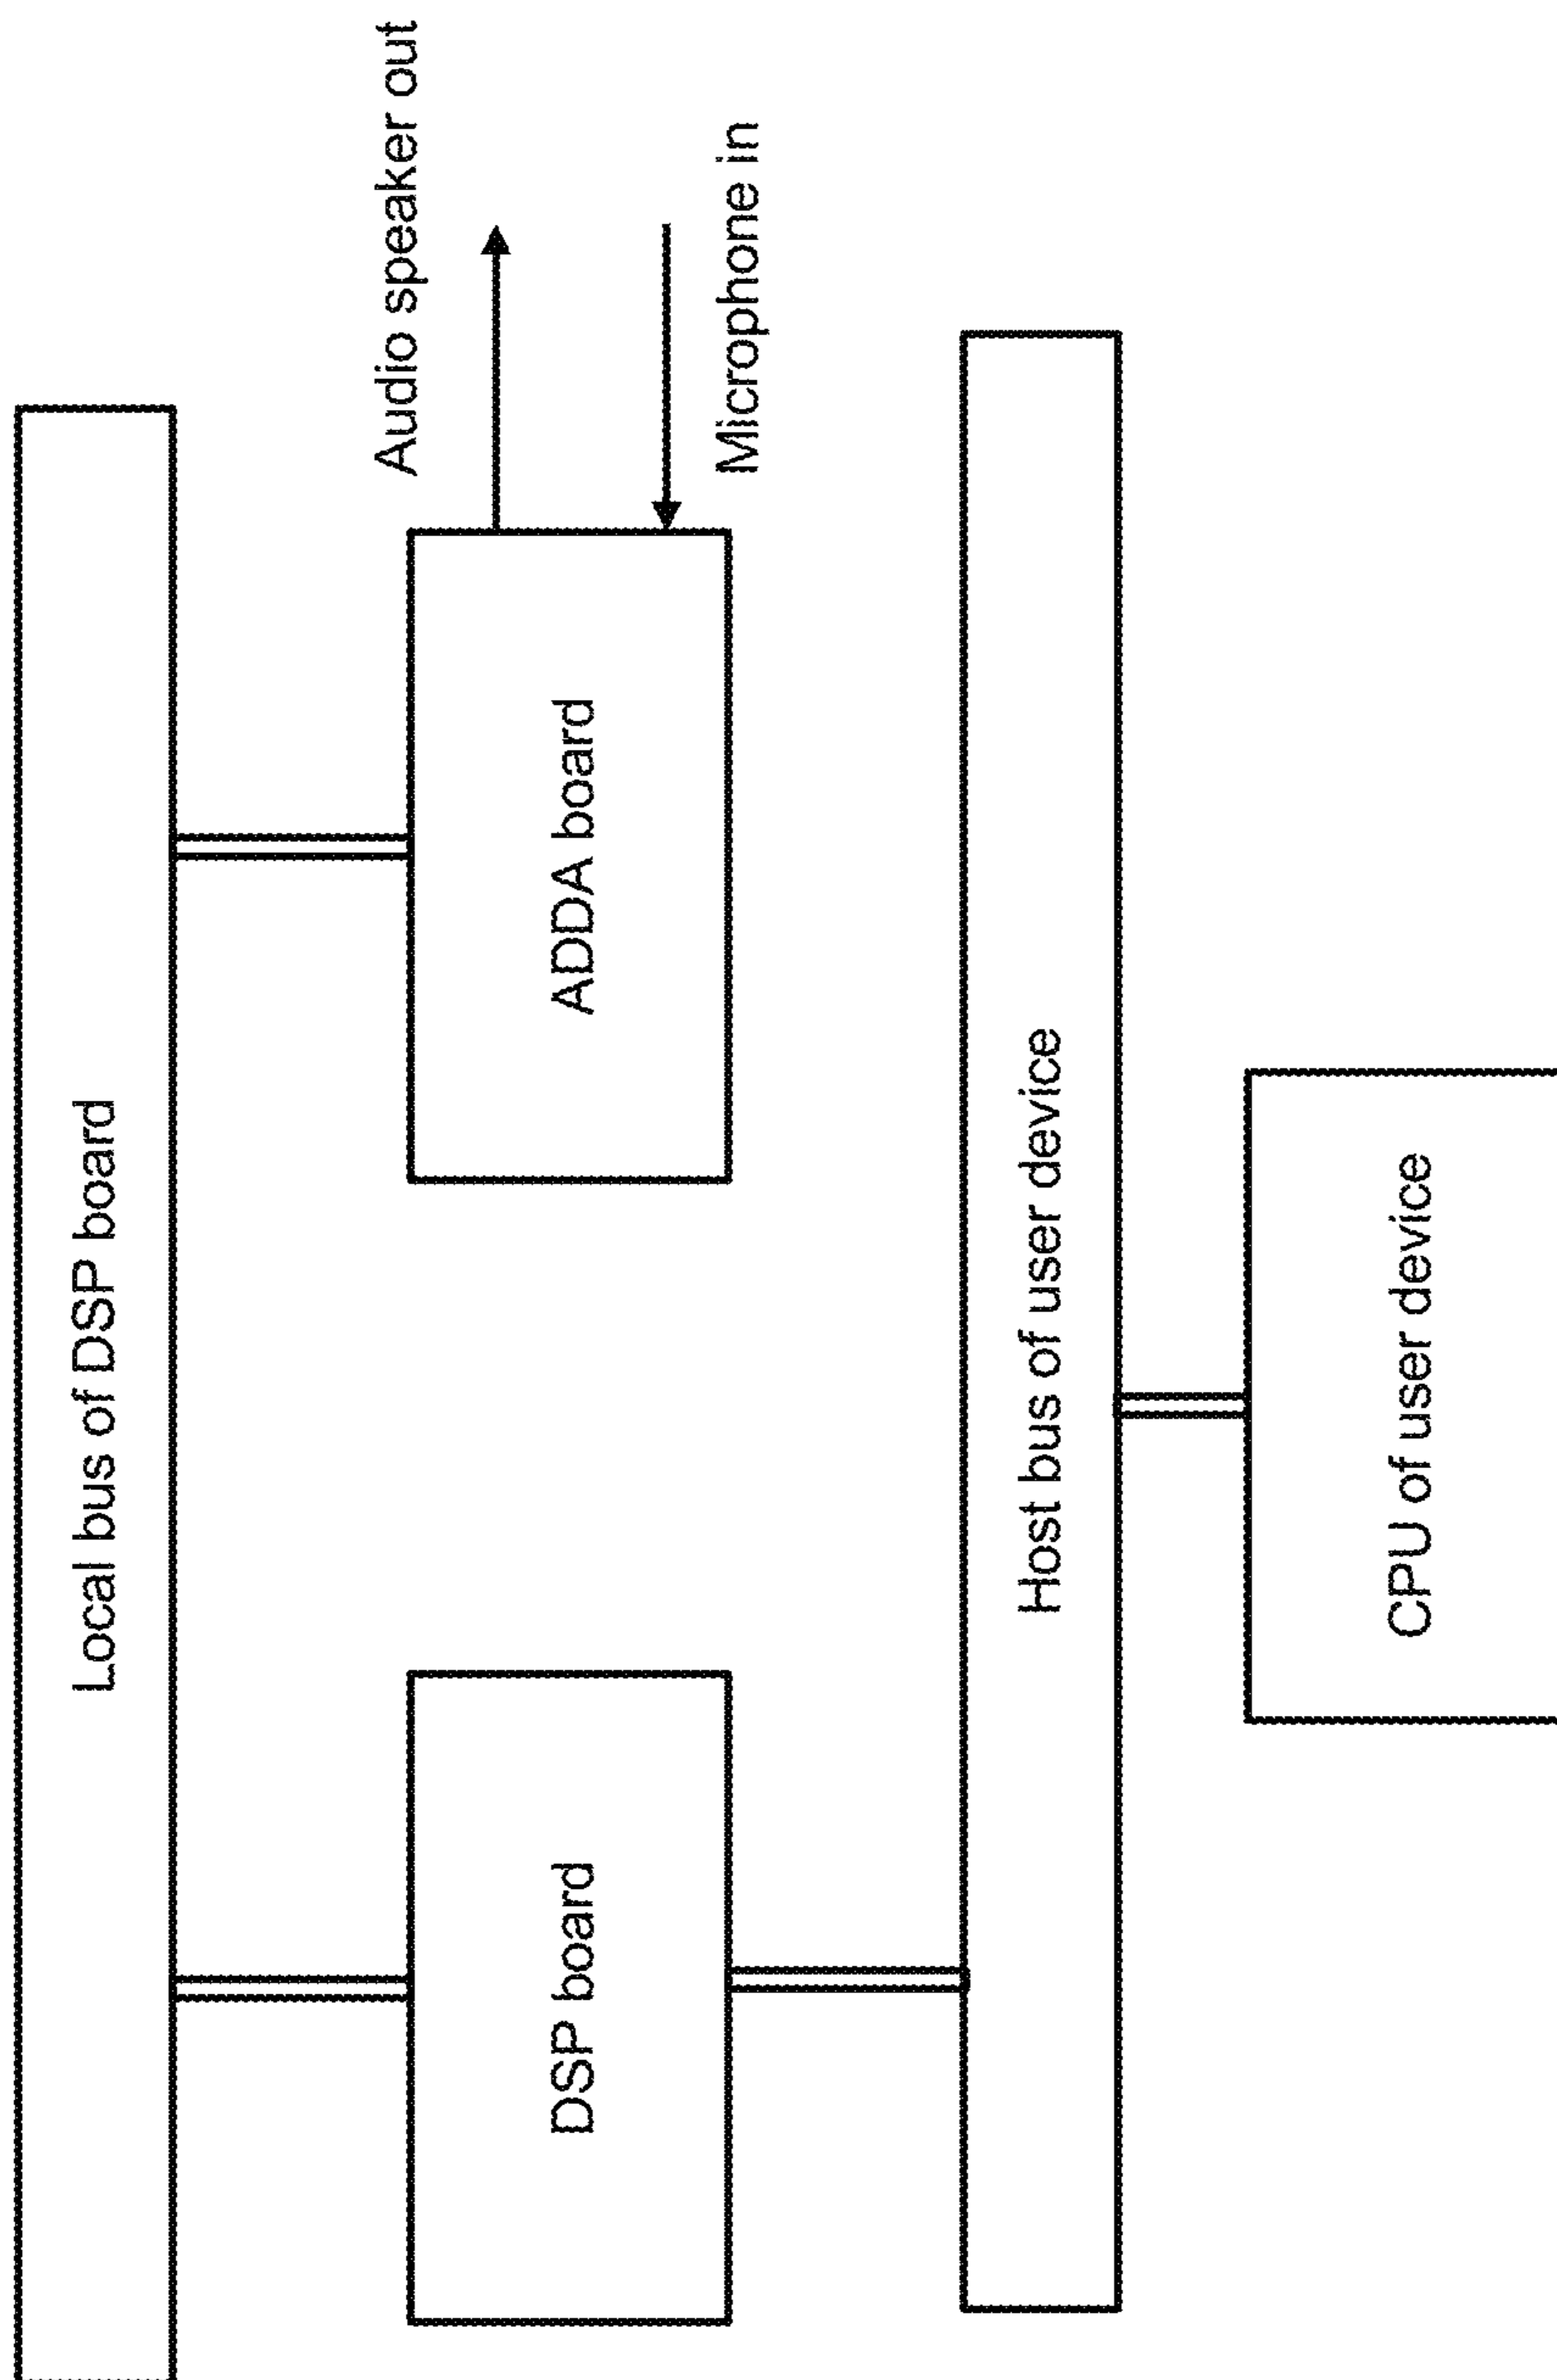 Local bus of DSP board
Audio speaker out
Microphone in
ADDA board
DSP board
Host bus of user device
CPU of user device